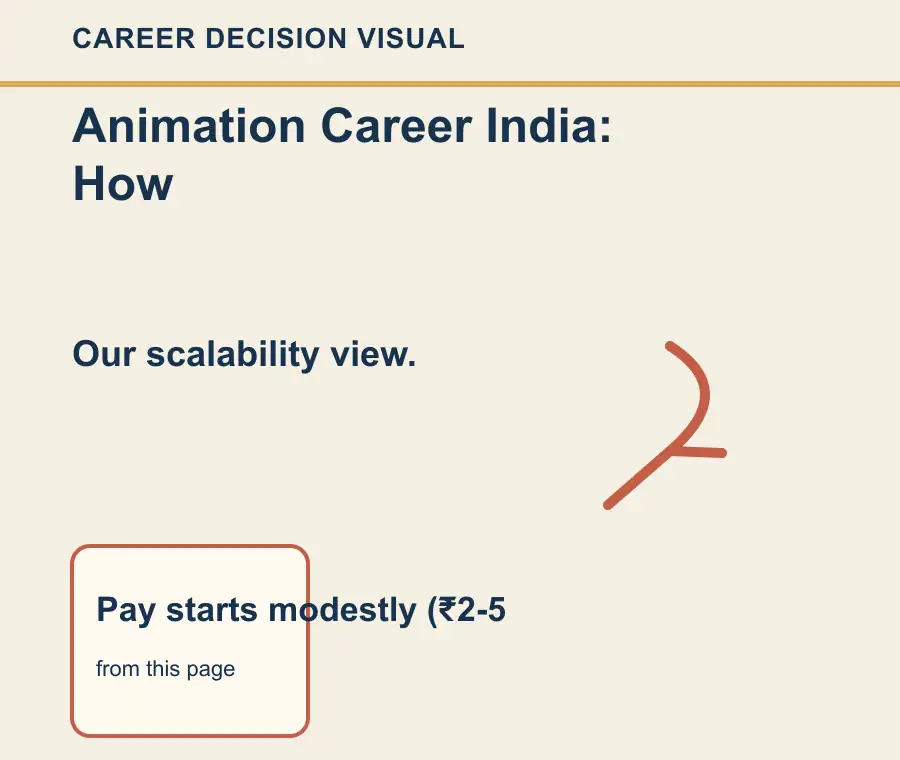 CAREER DECISION VISUAL
Animation Career India:
How
Our scalability view.
Pay starts modestly (₹2-5
from this page